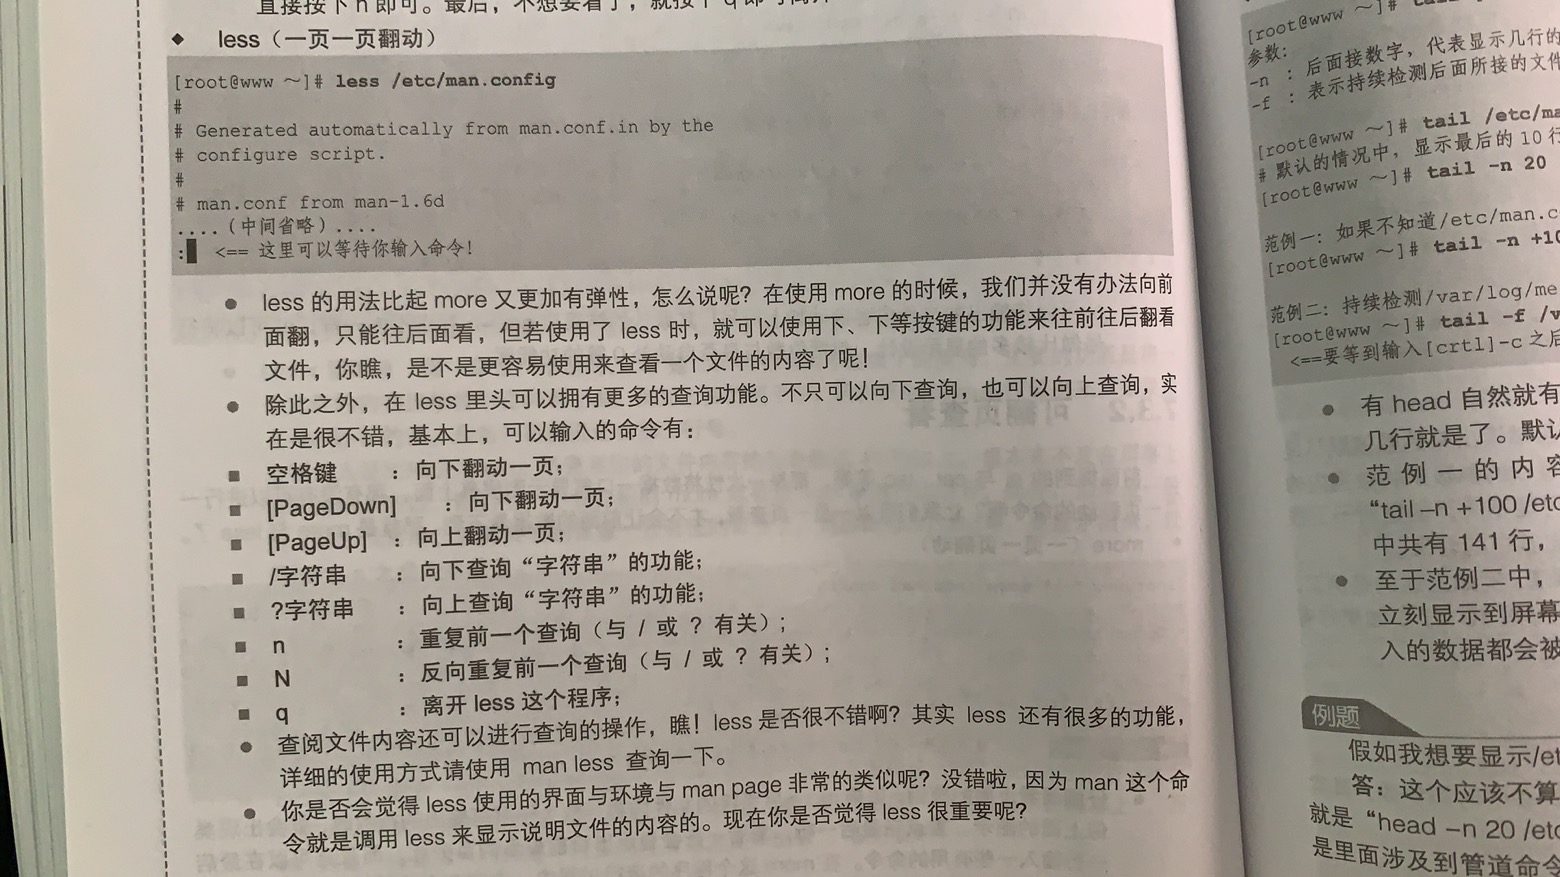 直接按下 n 即可。最后，不想要看了，就按下 q 即可离开
◆ less（一页一页翻动）
[root@www ～]# less /etc/man.config
#
# Generated automatically from man.conf.in by the
# configure script.
#
# man.conf from man-1.6d
....（中间省略）....
: <== 这里可以等待你输入命令!
● less 的用法比起 more 又更加有弹性，怎么说呢？在使用 more 的时候，我们并没有办法向前
面翻，只能往后面看，但若使用了 less 时，就可以使用下、下等按键的功能来往前往后翻看
文件，你瞧，是不是更容易使用来查看一个文件的内容了呢！
● 除此之外，在 less 里头可以拥有更多的查询功能。不只可以向下查询，也可以向上查询，实
在是很不错，基本上，可以输入的命令有：
■ 空格键 ：向下翻动一页；
■ [PageDown] ：向下翻动一页；
■ [PageUp] ：向上翻动一页；
■ /字符串 ：向下查询“字符串”的功能；
■ ?字符串 ：向上查询“字符串”的功能；
■ n ：重复前一个查询（与 / 或 ? 有关）；
■ N ：反向重复前一个查询（与 / 或 ? 有关）；
■ q ：离开 less 这个程序；
● 查阅文件内容还可以进行查询的操作，瞧！less 是否很不错啊？其实 less 还有很多的功能，
详细的使用方式请使用 man less 查询一下。
● 你是否会觉得 less 使用的界面与环境与 man page 非常的类似呢？没错啦，因为 man 这个命
令就是调用 less 来显示说明文件的内容的。现在你是否觉得 less 很重要呢？
[root@www ～]#
参数：
-n ：后面接数字，代表显示几行的
-f ：表示持续检测后面所接的文件
[root@www ～]# tail /etc/ma
# 默认的情况中，显示最后的 10 行
[root@www ～]# tail -n 20
范例一：如果不知道/etc/man.c
[root@www ～]# tail -n +10
范例二：持续检测/var/log/me
[root@www ～]# tail -f /v
<==要等到输入[crtl]-c 之后
● 有 head 自然就有
几行就是了。默认
● 范例一的内容
“tail –n +100 /etc
中共有 141 行，
● 至于范例二中，
立刻显示到屏幕
入的数据都会被
例题
假如我想要显示/et
答：这个应该不算
就是“head –n 20 /etc
是里面涉及到管道命令